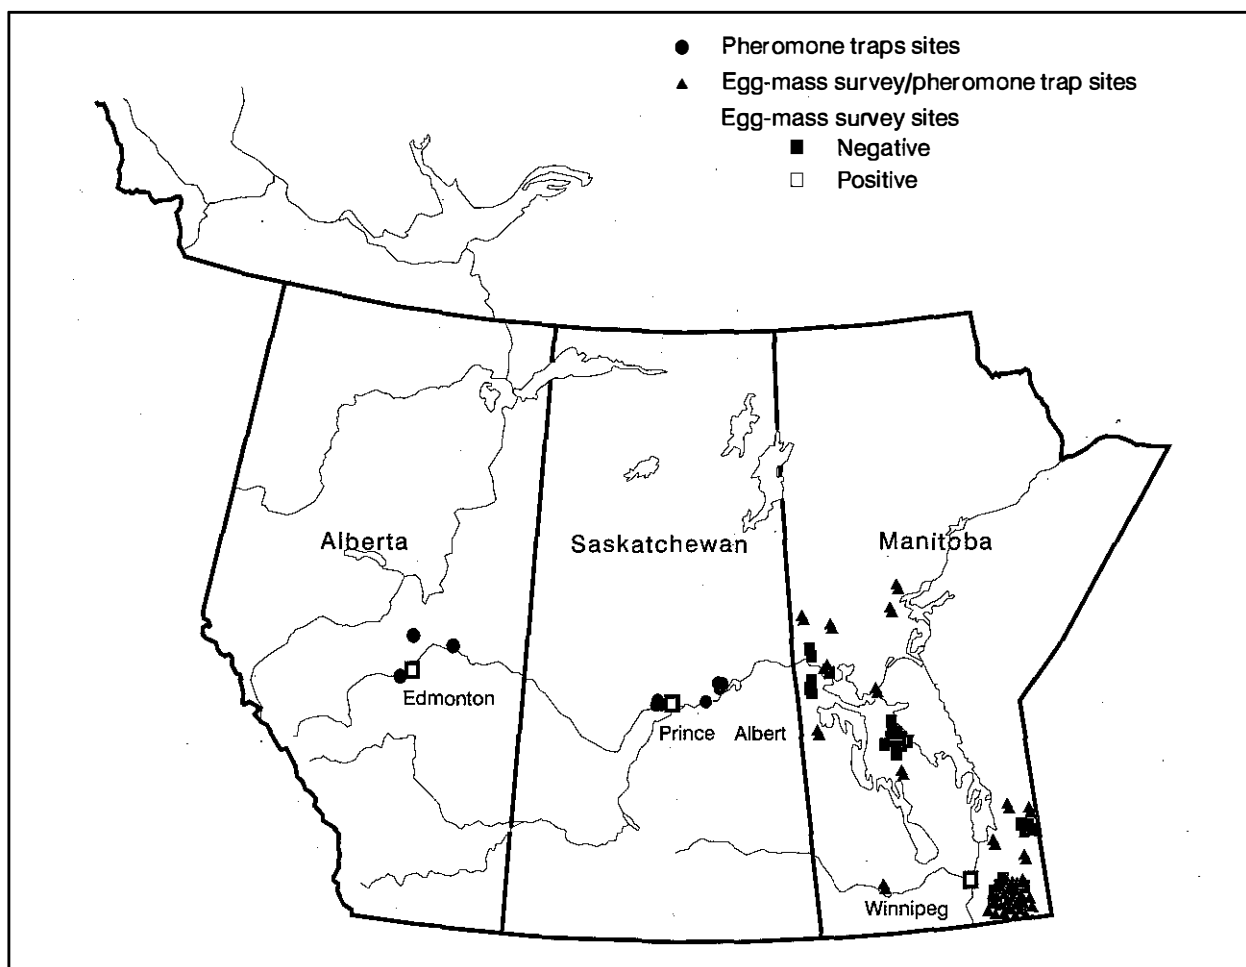 Pheromone traps sites
Egg-mass survey/pheromone trap sites
Egg-mass survey sites
Negative
Positive
Alberta
Saskatchewan
Manitoba
Edmonton
Prince Albert
Winnipeg